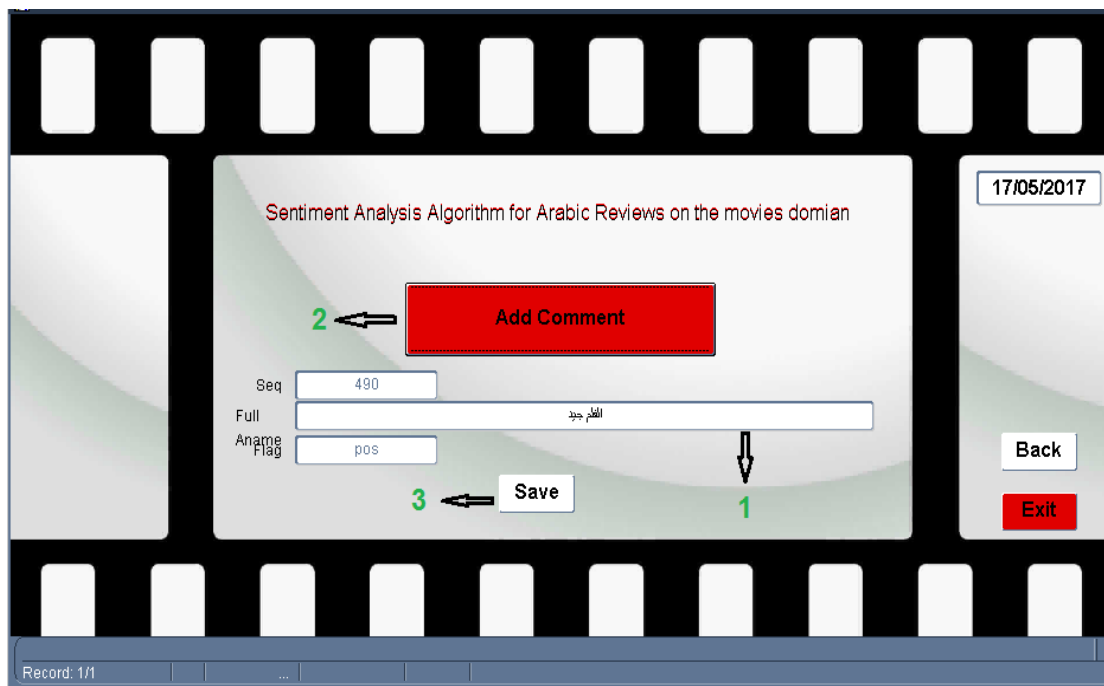 17/05/2017
Sentiment Analysis Algorithm for Arabic Reviews on the movies domian
2
Add Comment
Seq 490
Full الفلم جيد
Aname
Flag pos
Back
3
Save
1
Exit
Record: 1/1
...